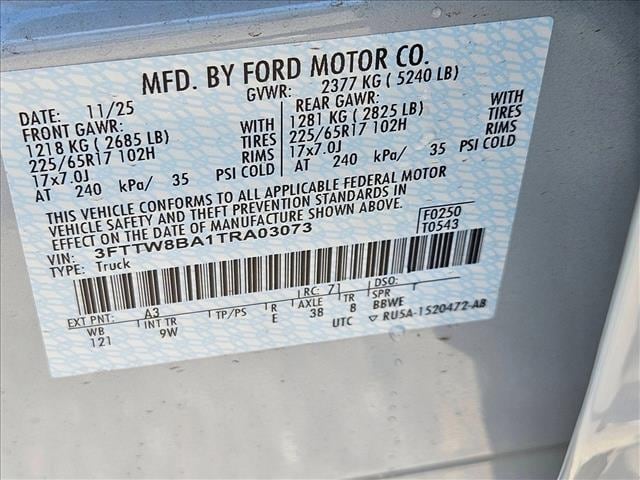 MFD. BY FORD MOTOR CO.
DATE: 11/25 GVWR: 2377 KG ( 5240 LB)
FRONT GAWR: REAR GAWR:
1218 KG ( 2685 LB) WITH 1281 KG ( 2825 LB) WITH
225/65R17 102H TIRES 225/65R17 102H TIRES
17x7.0J RIMS 17x7.0J RIMS
AT 240 kPa/ 35 PSI COLD AT 240 kPa/ 35 PSI COLD
THIS VEHICLE CONFORMS TO ALL APPLICABLE FEDERAL MOTOR
VEHICLE SAFETY AND THEFT PREVENTION STANDARDS IN
EFFECT ON THE DATE OF MANUFACTURE SHOWN ABOVE.
VIN: 3FTTW8BA1TRA03073 F0250
TYPE: Truck T0543
EXT PNT: A3 RC: 71 DSO:
WB INT TR TP/PS R AXLE TR SPR
121 9W E 38 8 BBWE
UTC ▽ RU5A-1520472-AB